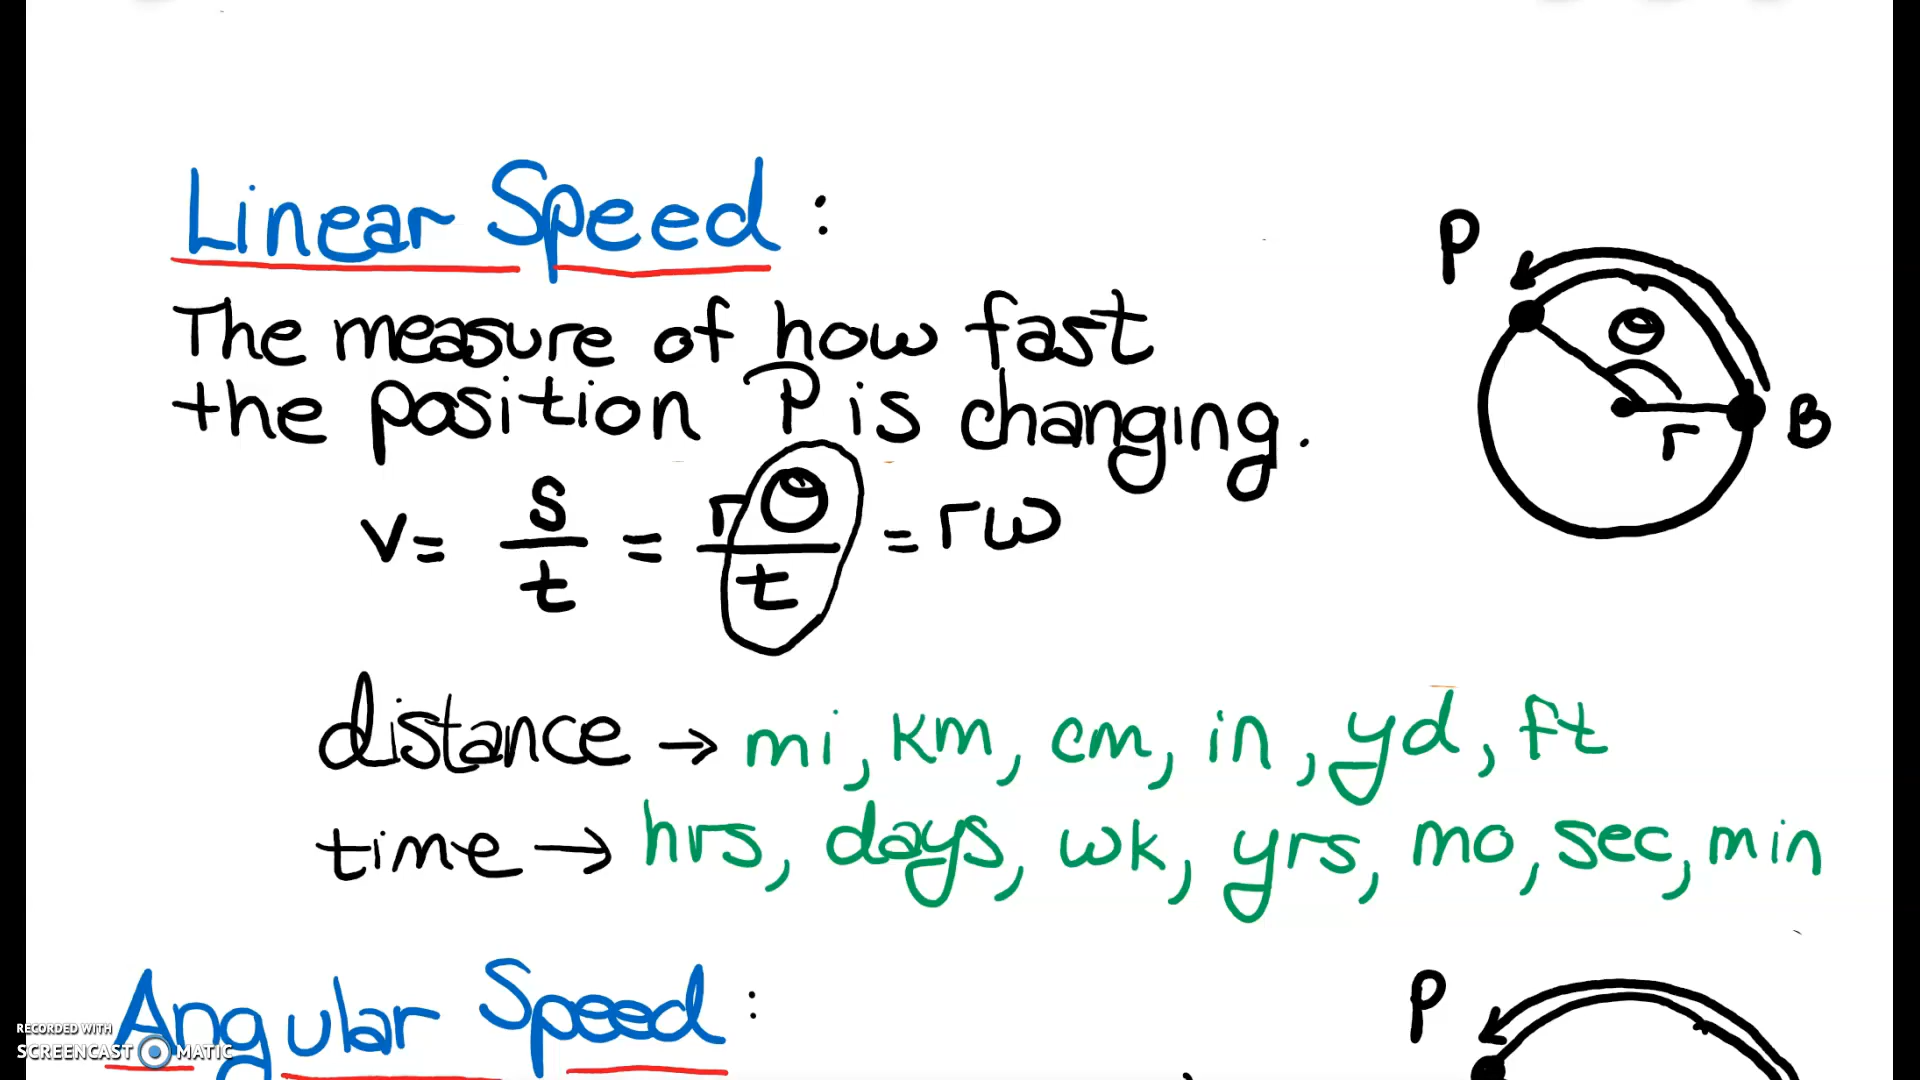 Linear Speed:
The measure of how fast
the position P is changing.
v = s/t = rθ/t = rw
P
θ
r
B
distance → mi, km, cm, in, yd, ft
time → hrs, days, wk, yrs, mo, sec, min
Angular Speed:
P
RECORDED WITH
SCREENCAST MATIC